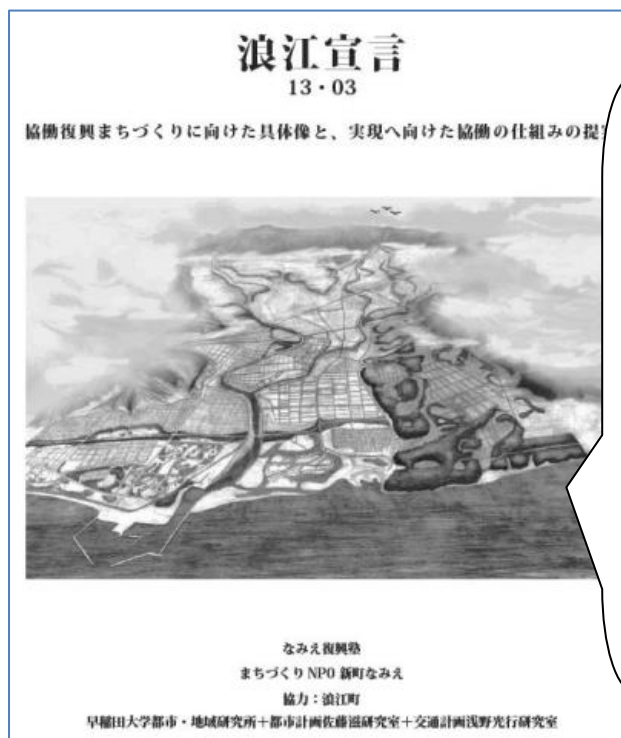 浪江宣言
13・03
協働復興まちづくりに向けた具体像と、実現へ向けた協働の仕組みの提
なみえ復興塾
まちづくりNPO 新町なみえ
協力：浪江町
早稲田大学都市・地域研究所＋都市計画佐藤滋研究室＋交通計画浅野光行研究室